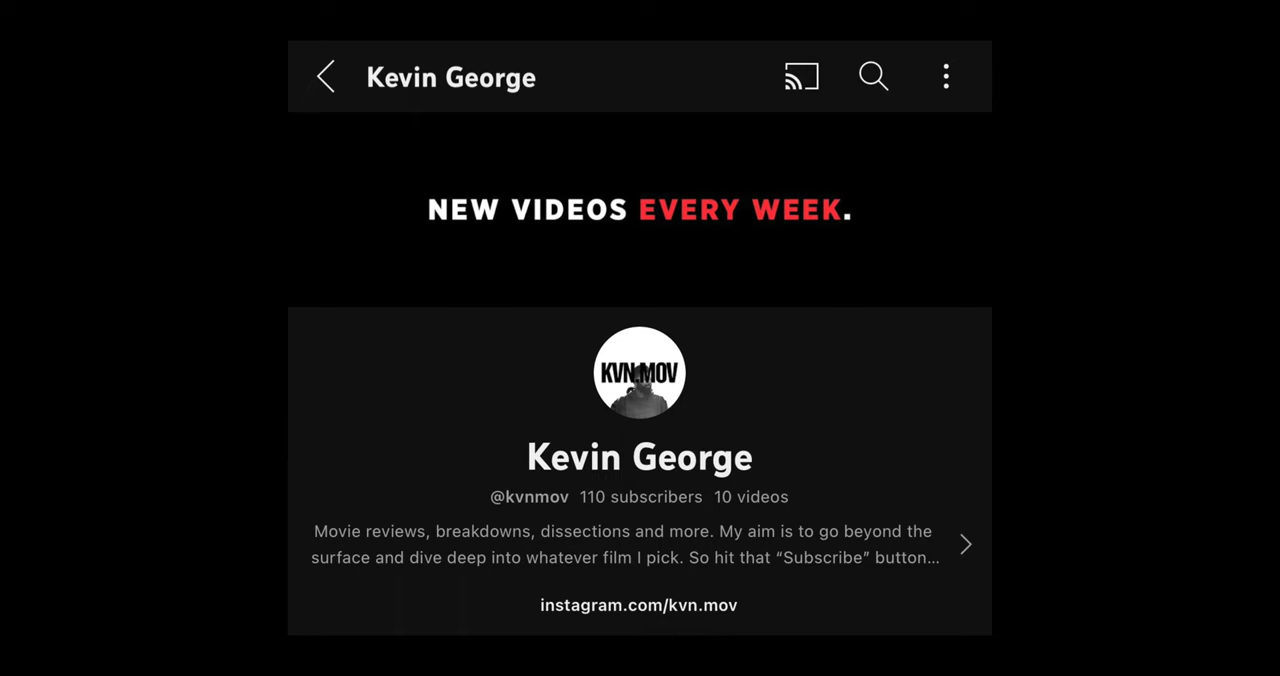 Kevin George
NEW VIDEOS EVERY WEEK.
KVN.MOV
Kevin George
@kvnmov 110 subscribers 10 videos
Movie reviews, breakdowns, dissections and more. My aim is to go beyond the
surface and dive deep into whatever film I pick. So hit that “Subscribe” button...
instagram.com/kvn.mov